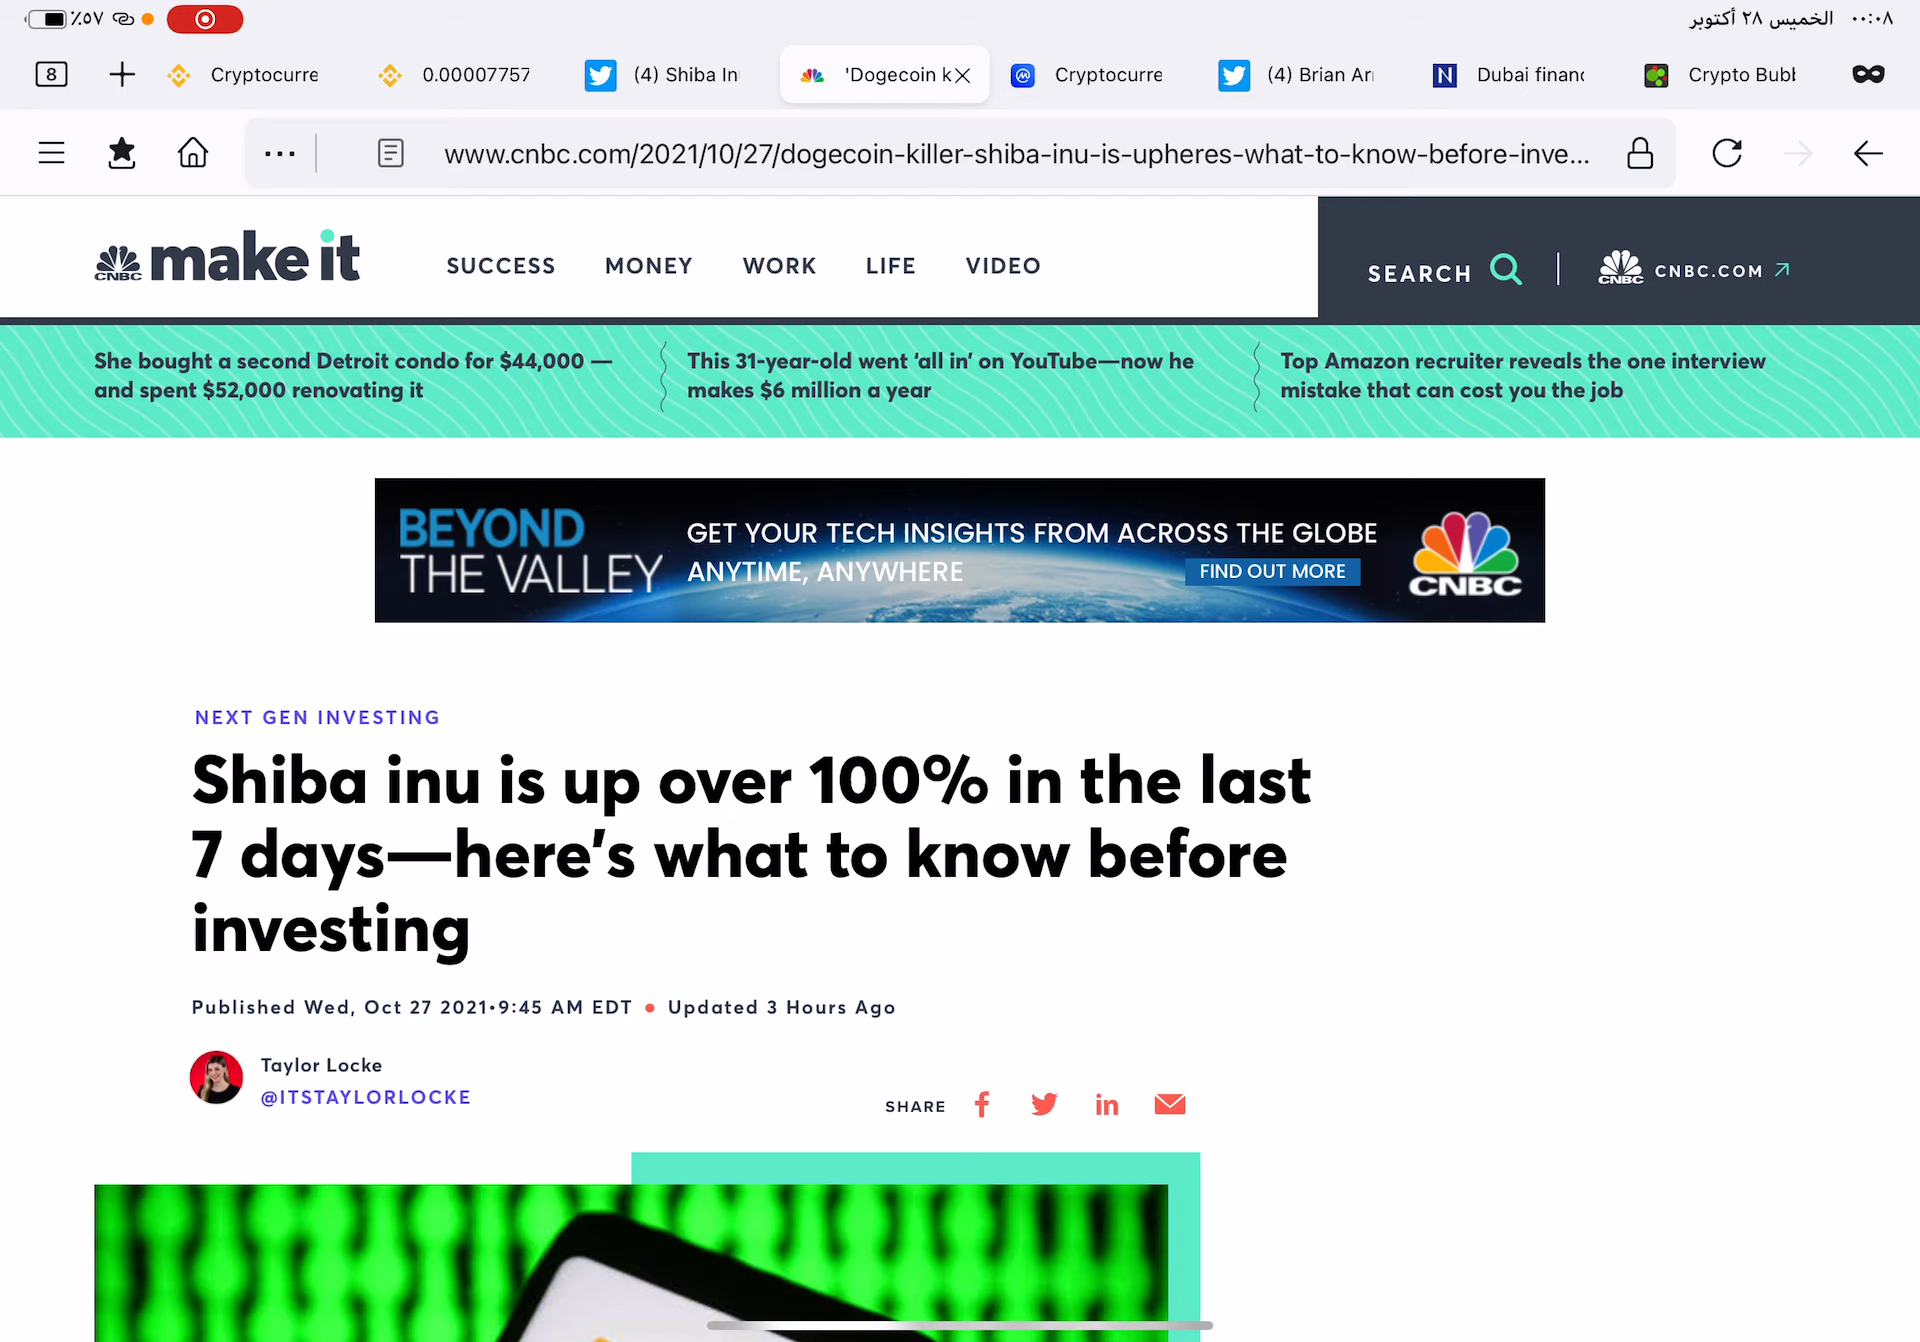 ٪٥٧
الخميس ٢٨ أكتوبر ٠٠:٠٨
8 Cryptocurre 0.00007757 (4) Shiba In 'Dogecoin k Cryptocurre (4) Brian Ar N Dubai financ Crypto Bubl
www.cnbc.com/2021/10/27/dogecoin-killer-shiba-inu-is-upheres-what-to-know-before-inve...
CNBC make it SUCCESS MONEY WORK LIFE VIDEO
SEARCH CNBC CNBC.COM
She bought a second Detroit condo for $44,000 —
and spent $52,000 renovating it
This 31-year-old went ‘all in’ on YouTube—now he
makes $6 million a year
Top Amazon recruiter reveals the one interview
mistake that can cost you the job
BEYOND
THE VALLEY
GET YOUR TECH INSIGHTS FROM ACROSS THE GLOBE
ANYTIME, ANYWHERE
FIND OUT MORE
CNBC
NEXT GEN INVESTING
Shiba inu is up over 100% in the last
7 days—here’s what to know before
investing
Published Wed, Oct 27 2021•9:45 AM EDT • Updated 3 Hours Ago
Taylor Locke
@ITSTAYLORLOCKE
SHARE